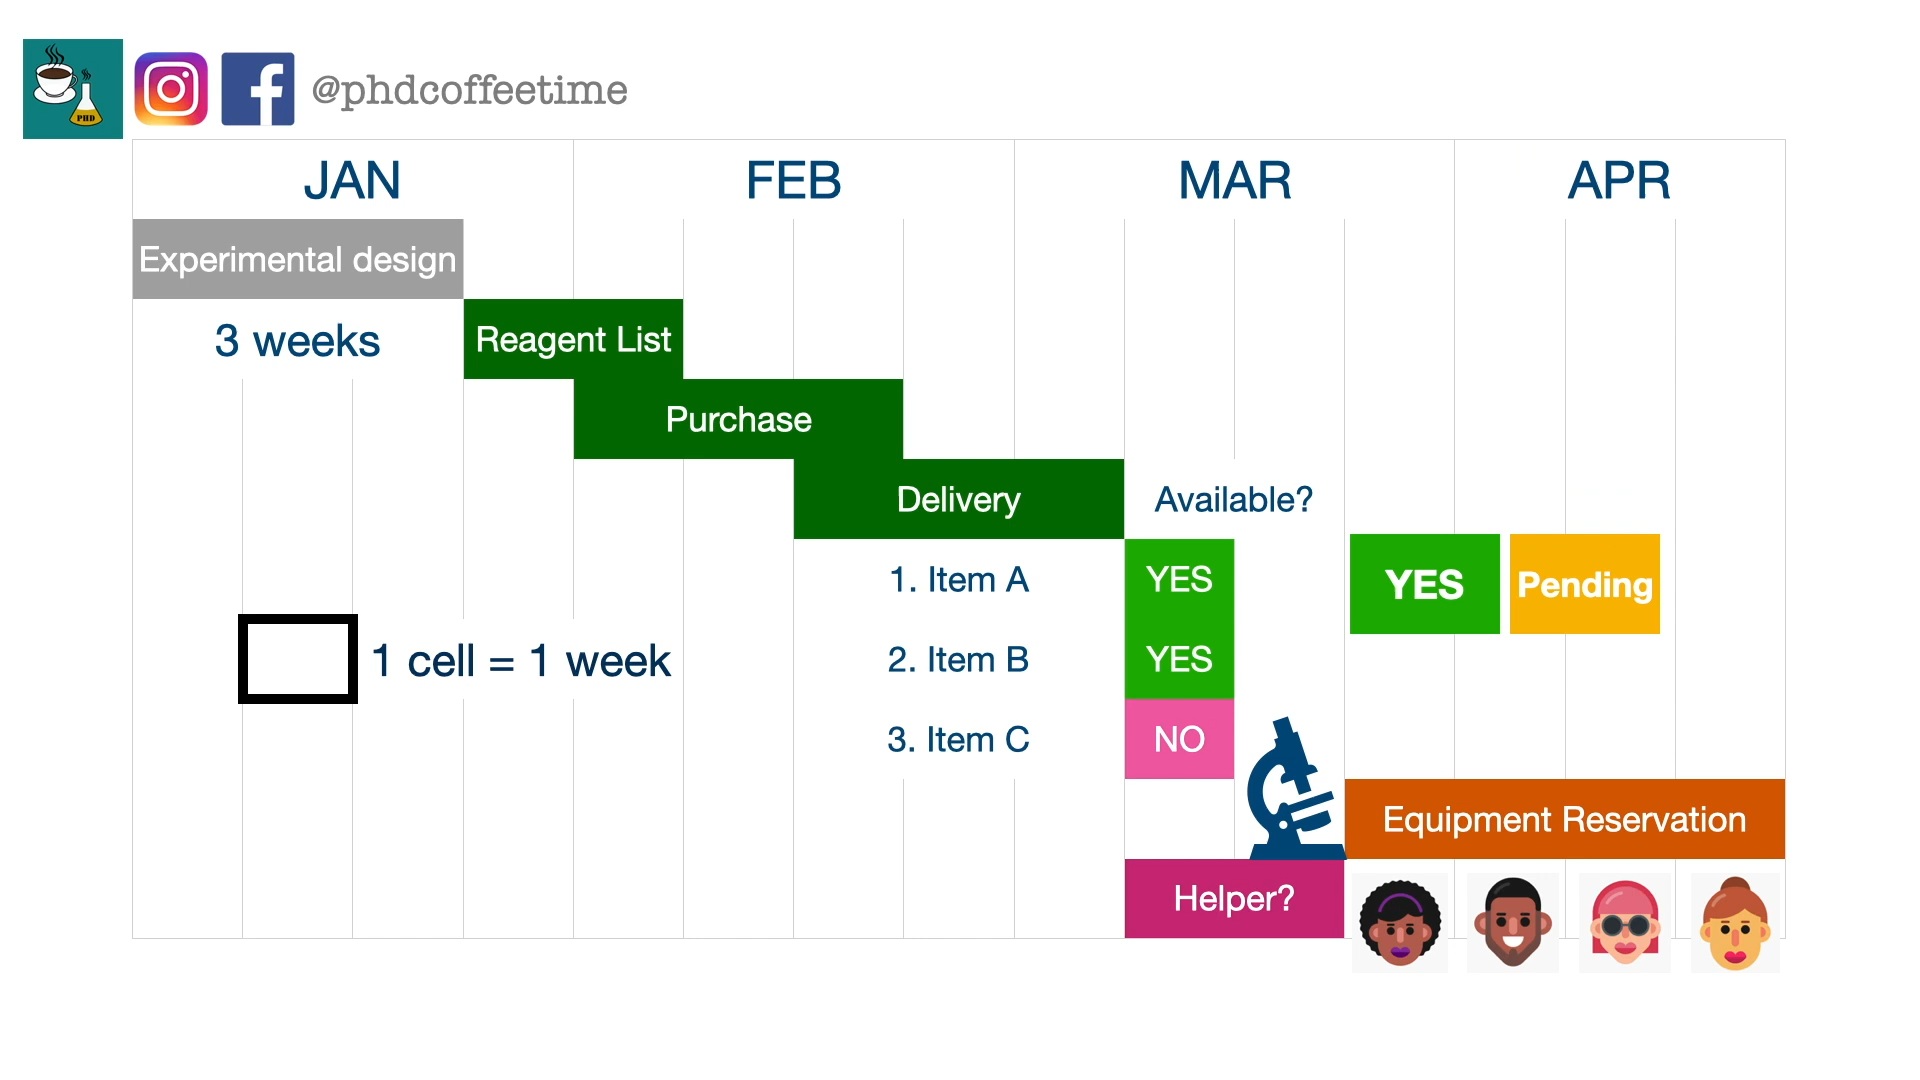 PHD
@phdcoffeetime
JAN FEB MAR APR
Experimental design
3 weeks
Reagent List
Purchase
Delivery
Available?
1. Item A YES
YES Pending
1 cell = 1 week
2. Item B YES
3. Item C NO
Equipment Reservation
Helper?